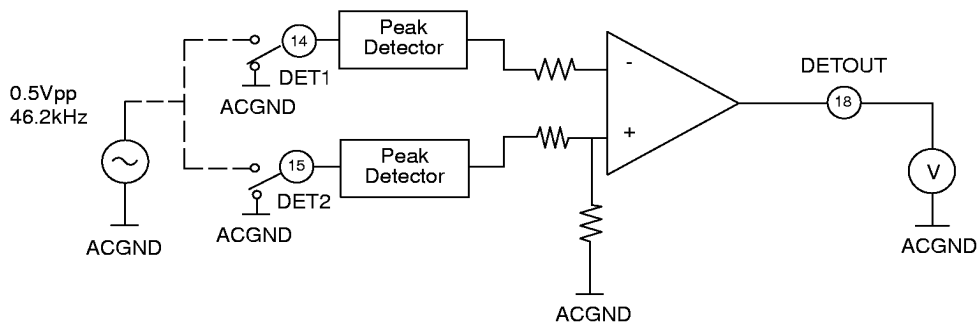 0.5Vpp
46.2kHz
ACGND
14
DET1
ACGND
Peak
Detector
15
DET2
ACGND
Peak
Detector
-
+
ACGND
DETOUT
18
V
ACGND